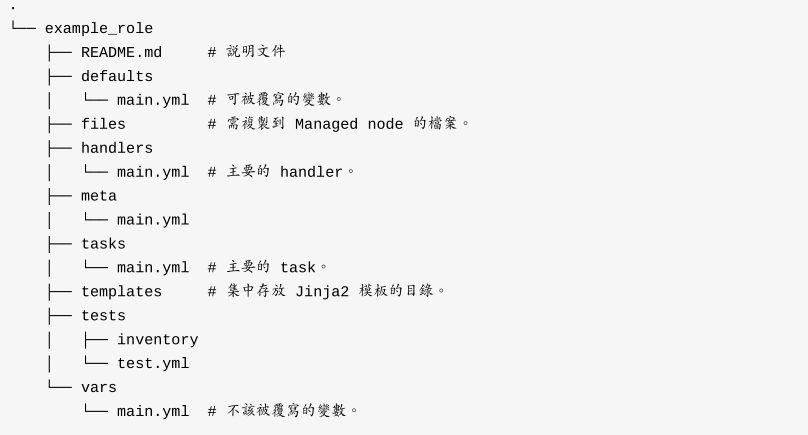 .
└── example_role
    ├── README.md     # 說明文件
    ├── defaults
    │   └── main.yml  # 可被覆寫的變數。
    ├── files         # 需複製到 Managed node 的檔案。
    ├── handlers
    │   └── main.yml  # 主要的 handler。
    ├── meta
    │   └── main.yml
    ├── tasks
    │   └── main.yml  # 主要的 task。
    ├── templates     # 集中存放 Jinja2 模板的目錄。
    ├── tests
    │   ├── inventory
    │   └── test.yml
    └── vars
        └── main.yml  # 不該被覆寫的變數。